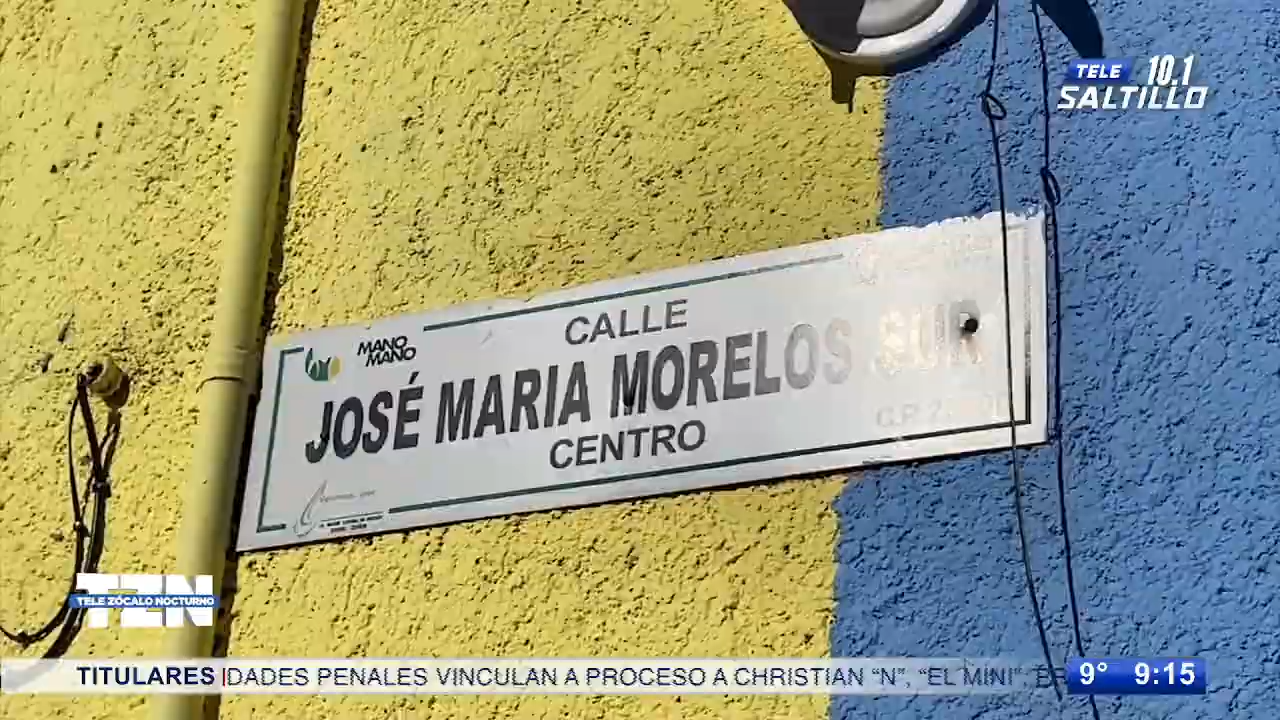 TELE 10.1
SALTILLO
MANO
MANO
CALLE
JOSÉ MARIA MORELOS SUR
CENTRO
C.P.
TZN
TELE ZÓCALO NOCTURNO
TITULARES IDADES PENALES VINCULAN A PROCESO A CHRISTIAN “N”, “EL MINI”,
9° 9:15